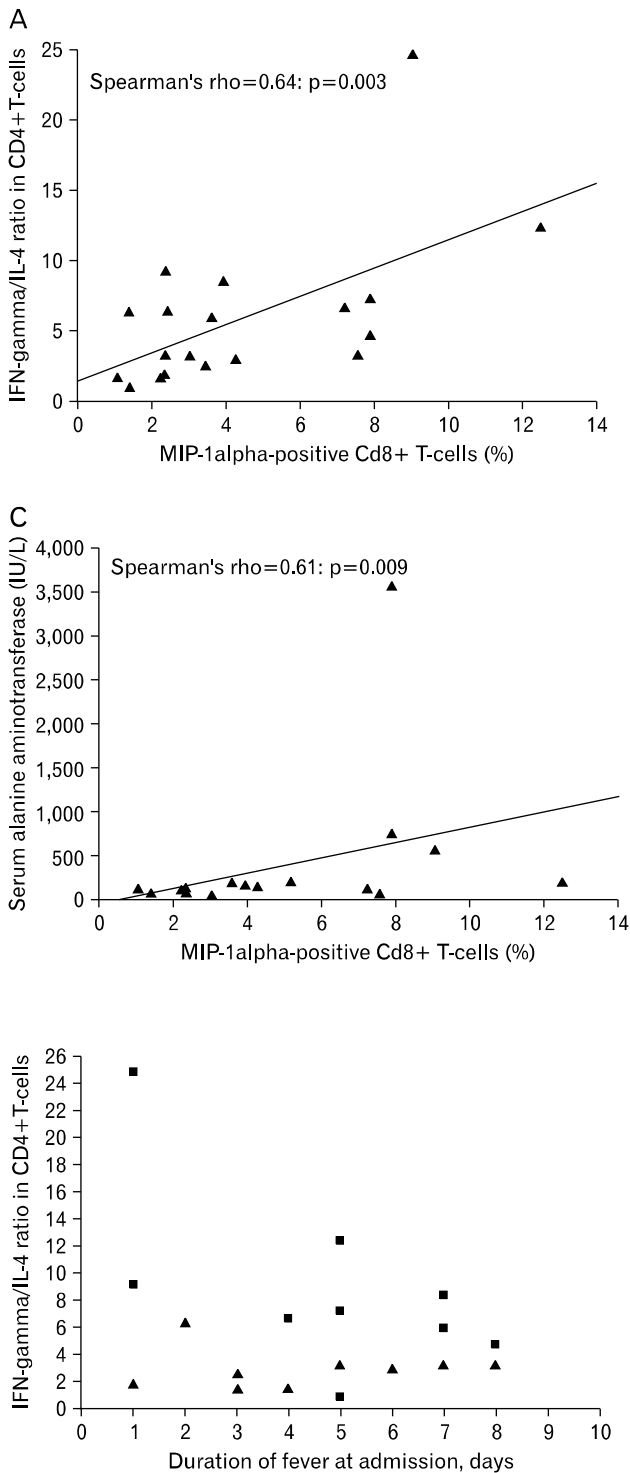 A
IFN-gamma/IL-4 ratio in CD4+T-cells
25
20
15
10
5
0
Spearman's rho=0.64: p=0.003
0 2 4 6 8 10 12 14
MIP-1alpha-positive Cd8+ T-cells (%)
C
Serum alanine aminotransferase (IU/L)
4,000
3,500
3,000
2,500
2,000
1,500
1,000
500
0
Spearman's rho=0.61: p=0.009
0 2 4 6 8 10 12 14
MIP-1alpha-positive Cd8+ T-cells (%)
IFN-gamma/IL-4 ratio in CD4+T-cells
26
24
22
20
18
16
14
12
10
8
6
4
2
0
0 1 2 3 4 5 6 7 8 9 10
Duration of fever at admission, days